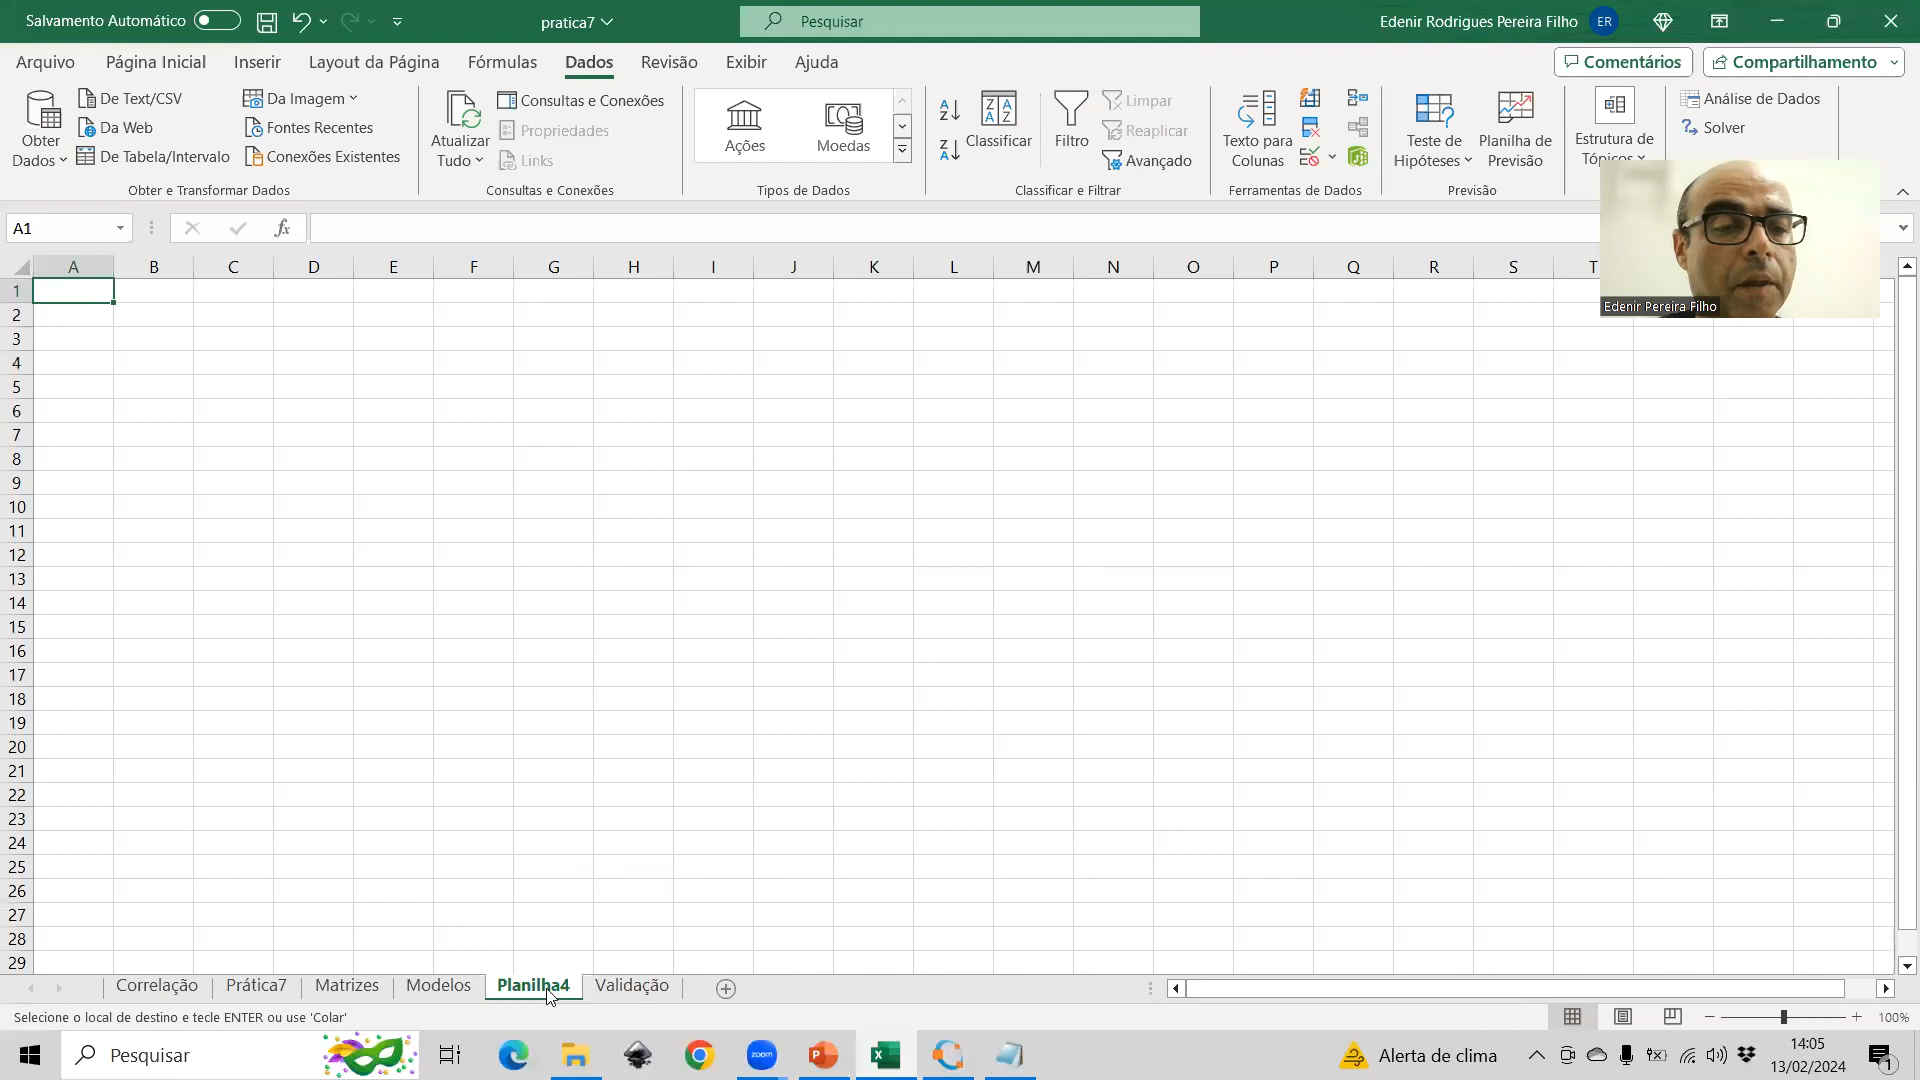 Salvamento Automático
pratica7
Pesquisar
Edenir Rodrigues Pereira Filho
ER
Arquivo
Página Inicial
Inserir
Layout da Página
Fórmulas
Dados
Revisão
Exibir
Ajuda
Comentários
Compartilhamento
Obter Dados
De Text/CSV
Da Web
De Tabela/Intervalo
Da Imagem
Fontes Recentes
Conexões Existentes
Obter e Transformar Dados
Atualizar Tudo
Consultas e Conexões
Propriedades
Links
Consultas e Conexões
Ações
Moedas
Tipos de Dados
Classificar
Filtro
Limpar
Reaplicar
Avançado
Classificar e Filtrar
Texto para Colunas
Ferramentas de Dados
Teste de Hipóteses
Planilha de Previsão
Previsão
Estrutura de Tópicos
Análise de Dados
Solver
Edenir Pereira Filho
A1
fx
A B C D E F G H I J K L M N O P Q R S T
1
2
3
4
5
6
7
8
9
10
11
12
13
14
15
16
17
18
19
20
21
22
23
24
25
26
27
28
29
Correlação
Prática7
Matrizes
Modelos
Planilha4
Validação
Selecione o local de destino e tecle ENTER ou use 'Colar'
100%
Pesquisar
zoom
Alerta de clima
14:05
13/02/2024
1